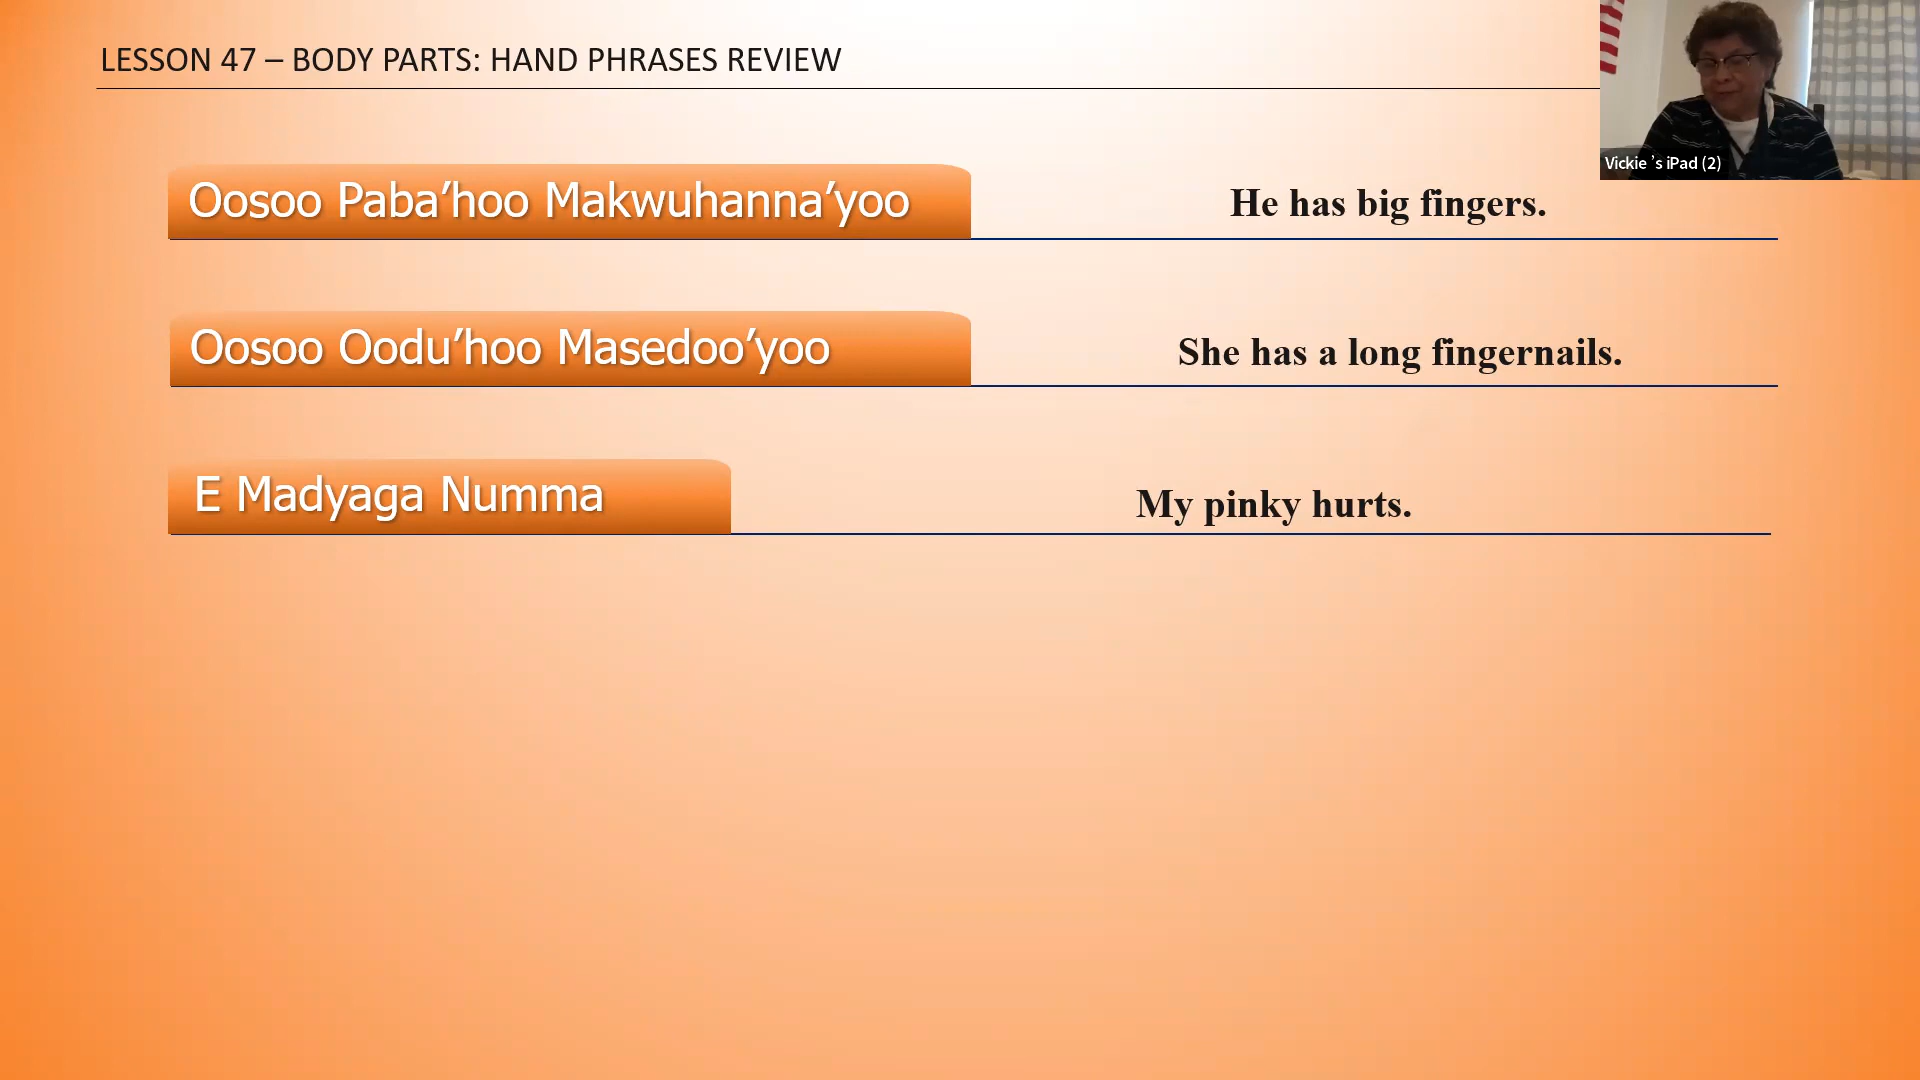 LESSON 47 – BODY PARTS: HAND PHRASES REVIEW
Vickie ’s iPad (2)
Oosoo Paba’hoo Makwuhanna’yoo
He has big fingers.
Oosoo Oodu’hoo Masedoo’yoo
She has a long fingernails.
E Madyaga Numma
My pinky hurts.